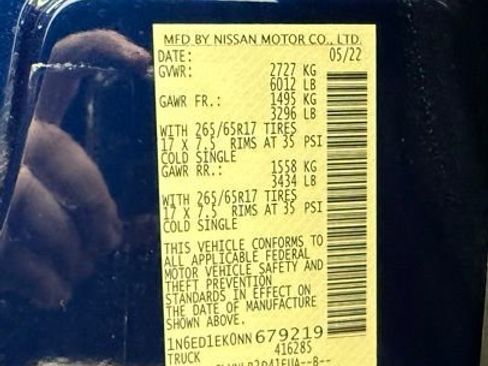 MFD BY NISSAN MOTOR CO., LTD.
DATE: 05/22
GVWR: 2727 KG
6012 LB
GAWR FR.: 1495 KG
3296 LB
WITH 265/65R17 TIRES
17 X 7.5 RIMS AT 35 PSI
COLD SINGLE
GAWR RR.: 1558 KG
3434 LB
WITH 265/65R17 TIRES
17 X 7.5 RIMS AT 35 PSI
COLD SINGLE
THIS VEHICLE CONFORMS TO
ALL APPLICABLE FEDERAL
MOTOR VEHICLE SAFETY AND
THEFT PREVENTION
STANDARDS IN EFFECT ON
THE DATE OF MANUFACTURE
SHOWN ABOVE.
1N6ED1EK0NN679219
TRUCK 416285